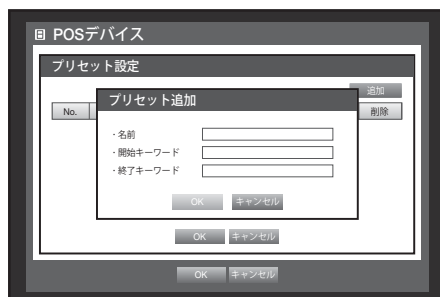 POSデバイス
プリセット設定
追加
プリセット追加
No.
削除
・名前
・開始キーワード
・終了キーワード
OK キャンセル
OK キャンセル
OK キャンセル